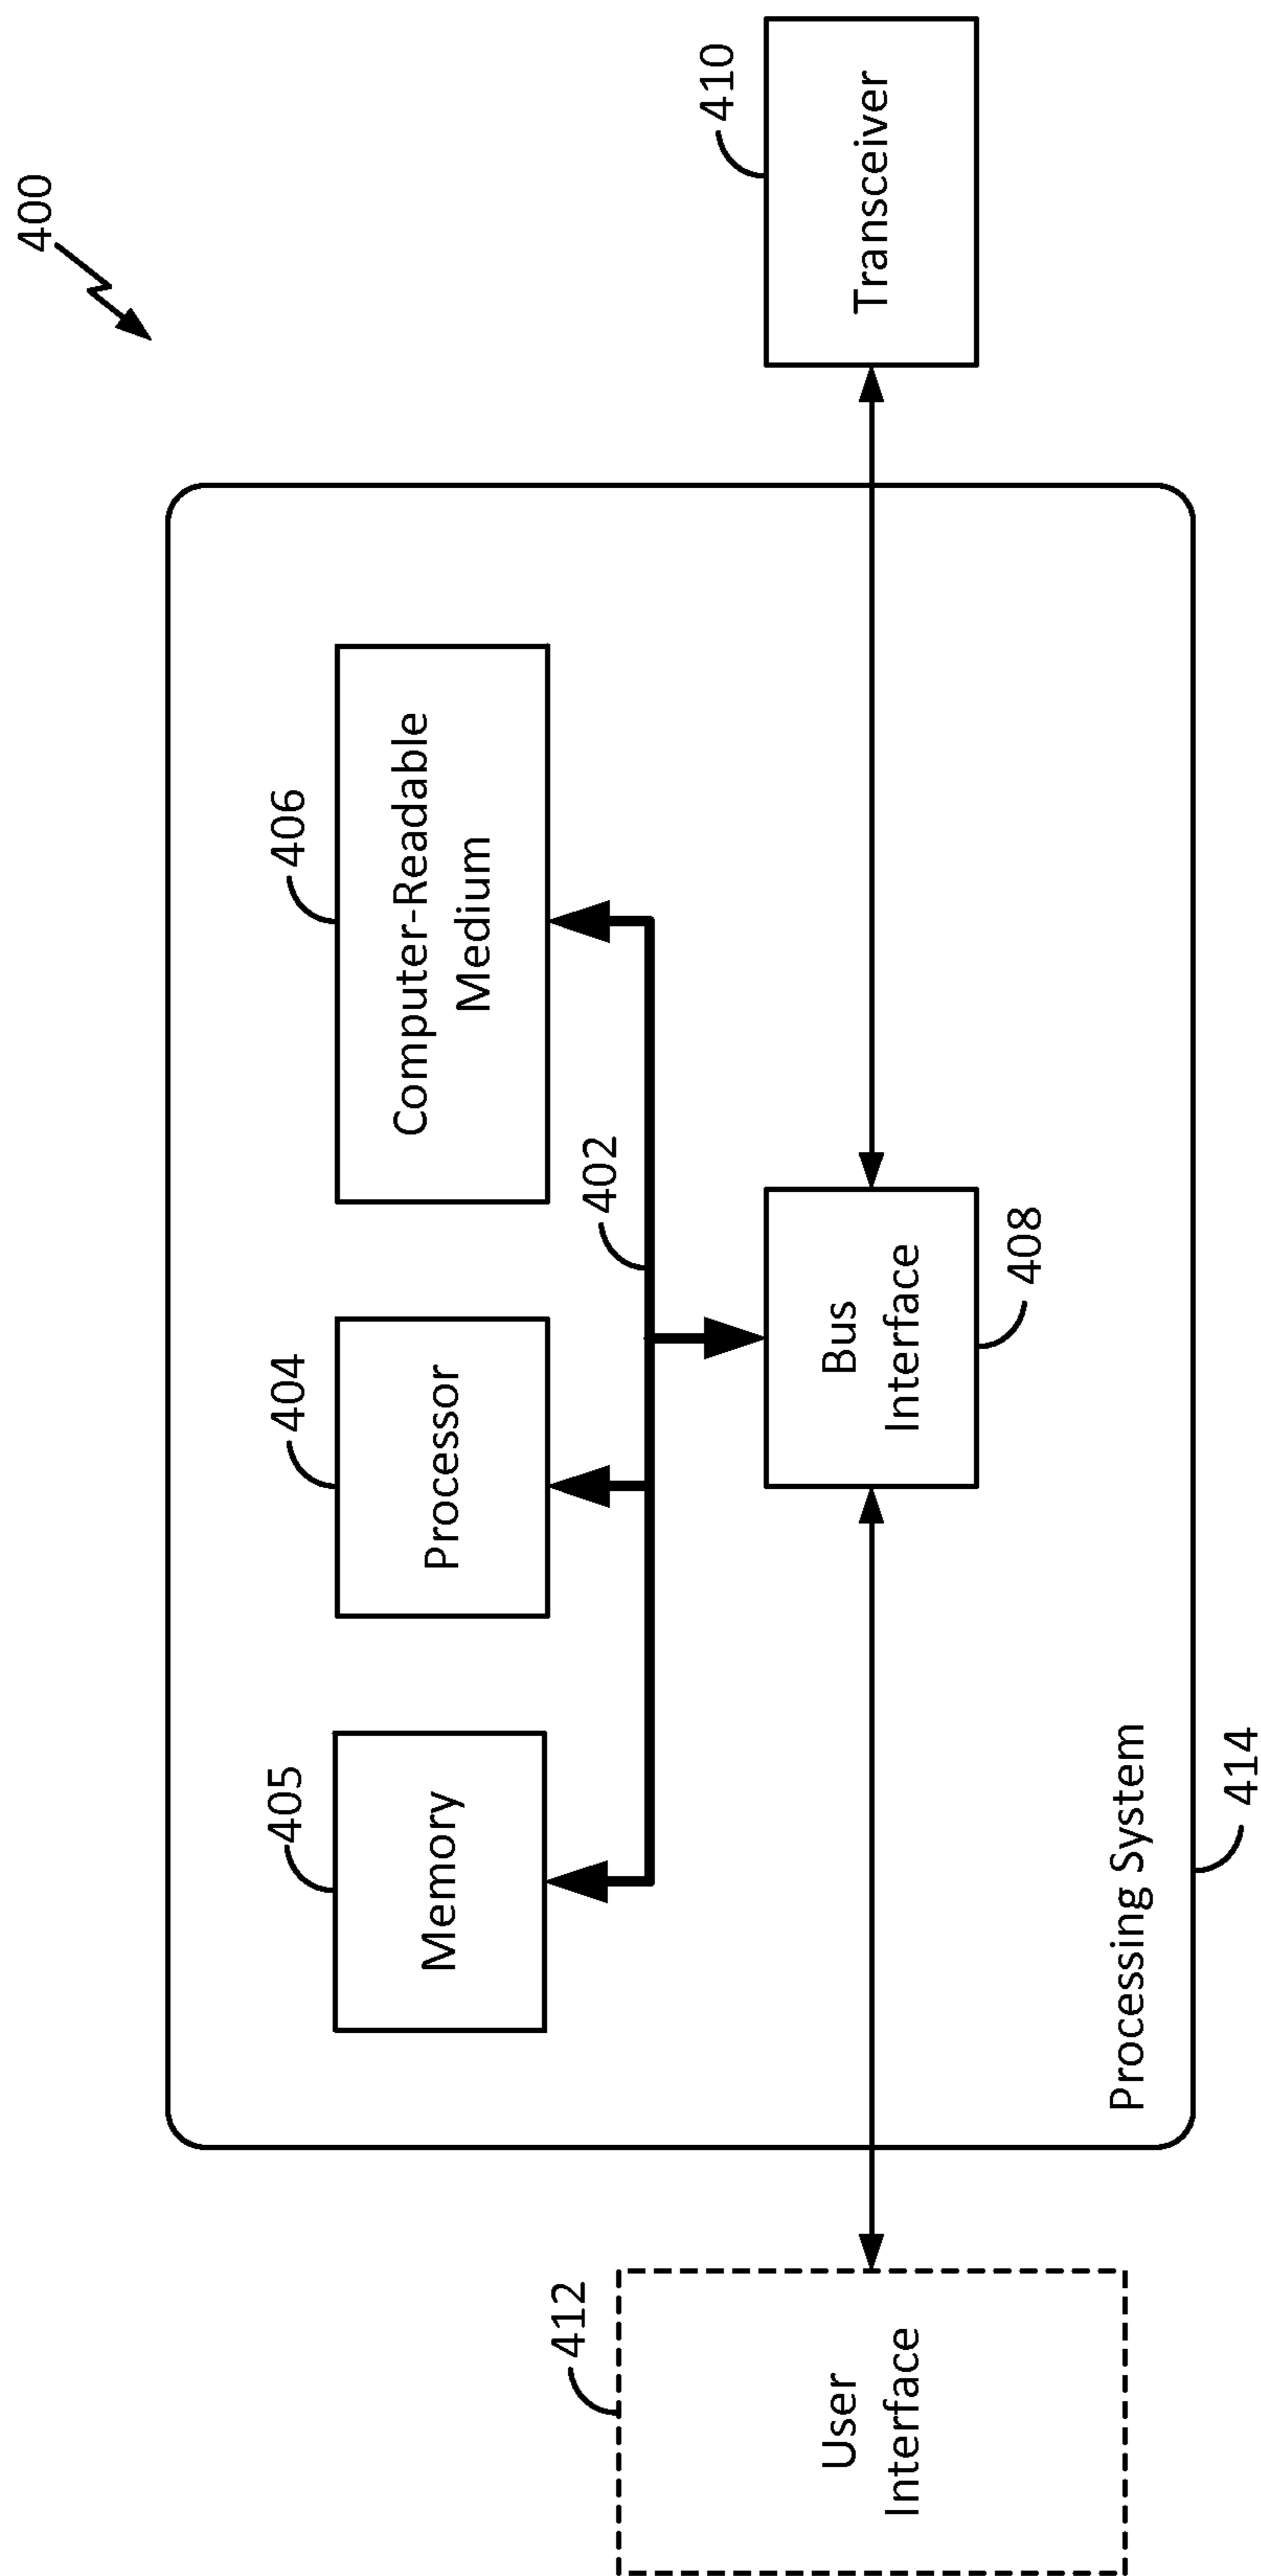 400
405
404
406
Memory
Processor
Computer-Readable
Medium
402
412
410
User
Interface
Bus
Interface
Transceiver
408
Processing System
414